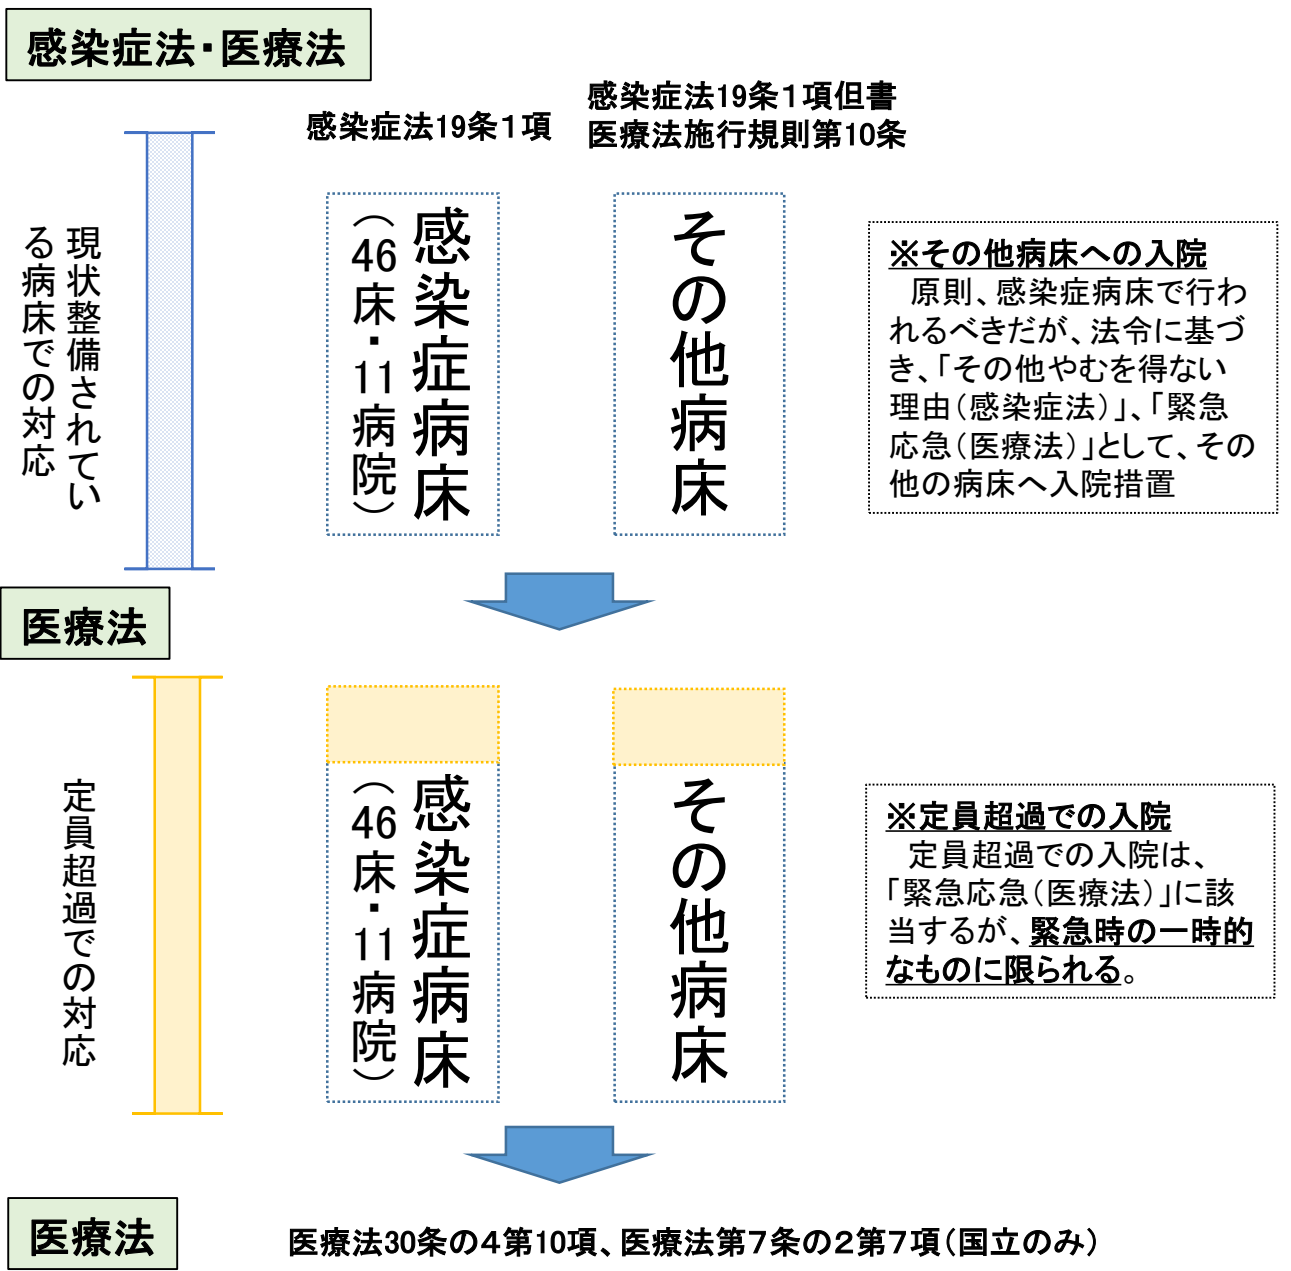 感染症法・医療法
感染症法19条１項
感染症法19条１項但書
医療法施行規則第10条
現状整備されてい
る病床での対応
感染症病床
（46床・11病院）
その他病床
※その他病床への入院
原則、感染症病床で行わ
れるべきだが、法令に基づ
き、「その他やむを得ない
理由（感染症法）」、「緊急
応急（医療法）」として、その
他の病床へ入院措置
医療法
定員超過での対応
感染症病床
（46床・11病院）
その他病床
※定員超過での入院
定員超過での入院は、
「緊急応急（医療法）」に該
当するが、緊急時の一時的
なものに限られる。
医療法
医療法30条の４第10項、医療法第７条の２第７項（国立のみ）